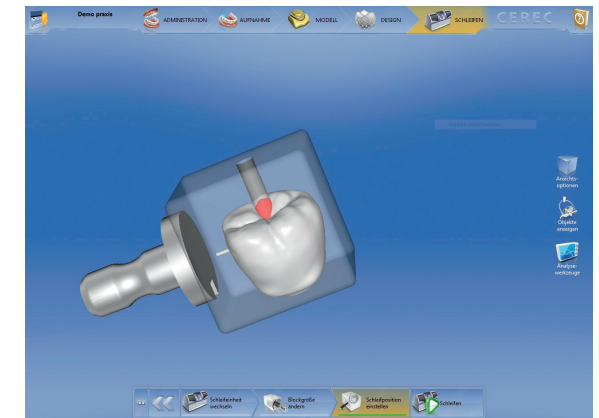 Demo praxis
ADMINISTRATION
AUFNAHME
MODELL
DESIGN
SCHLEIFEN
CEREC
Ansichts-
optionen
Objekte
anzeigen
Analyse-
werkzeuge
Schleifeinheit
wechseln
Blockgröße
ändern
Schleifposition
einstellen
Schleifen